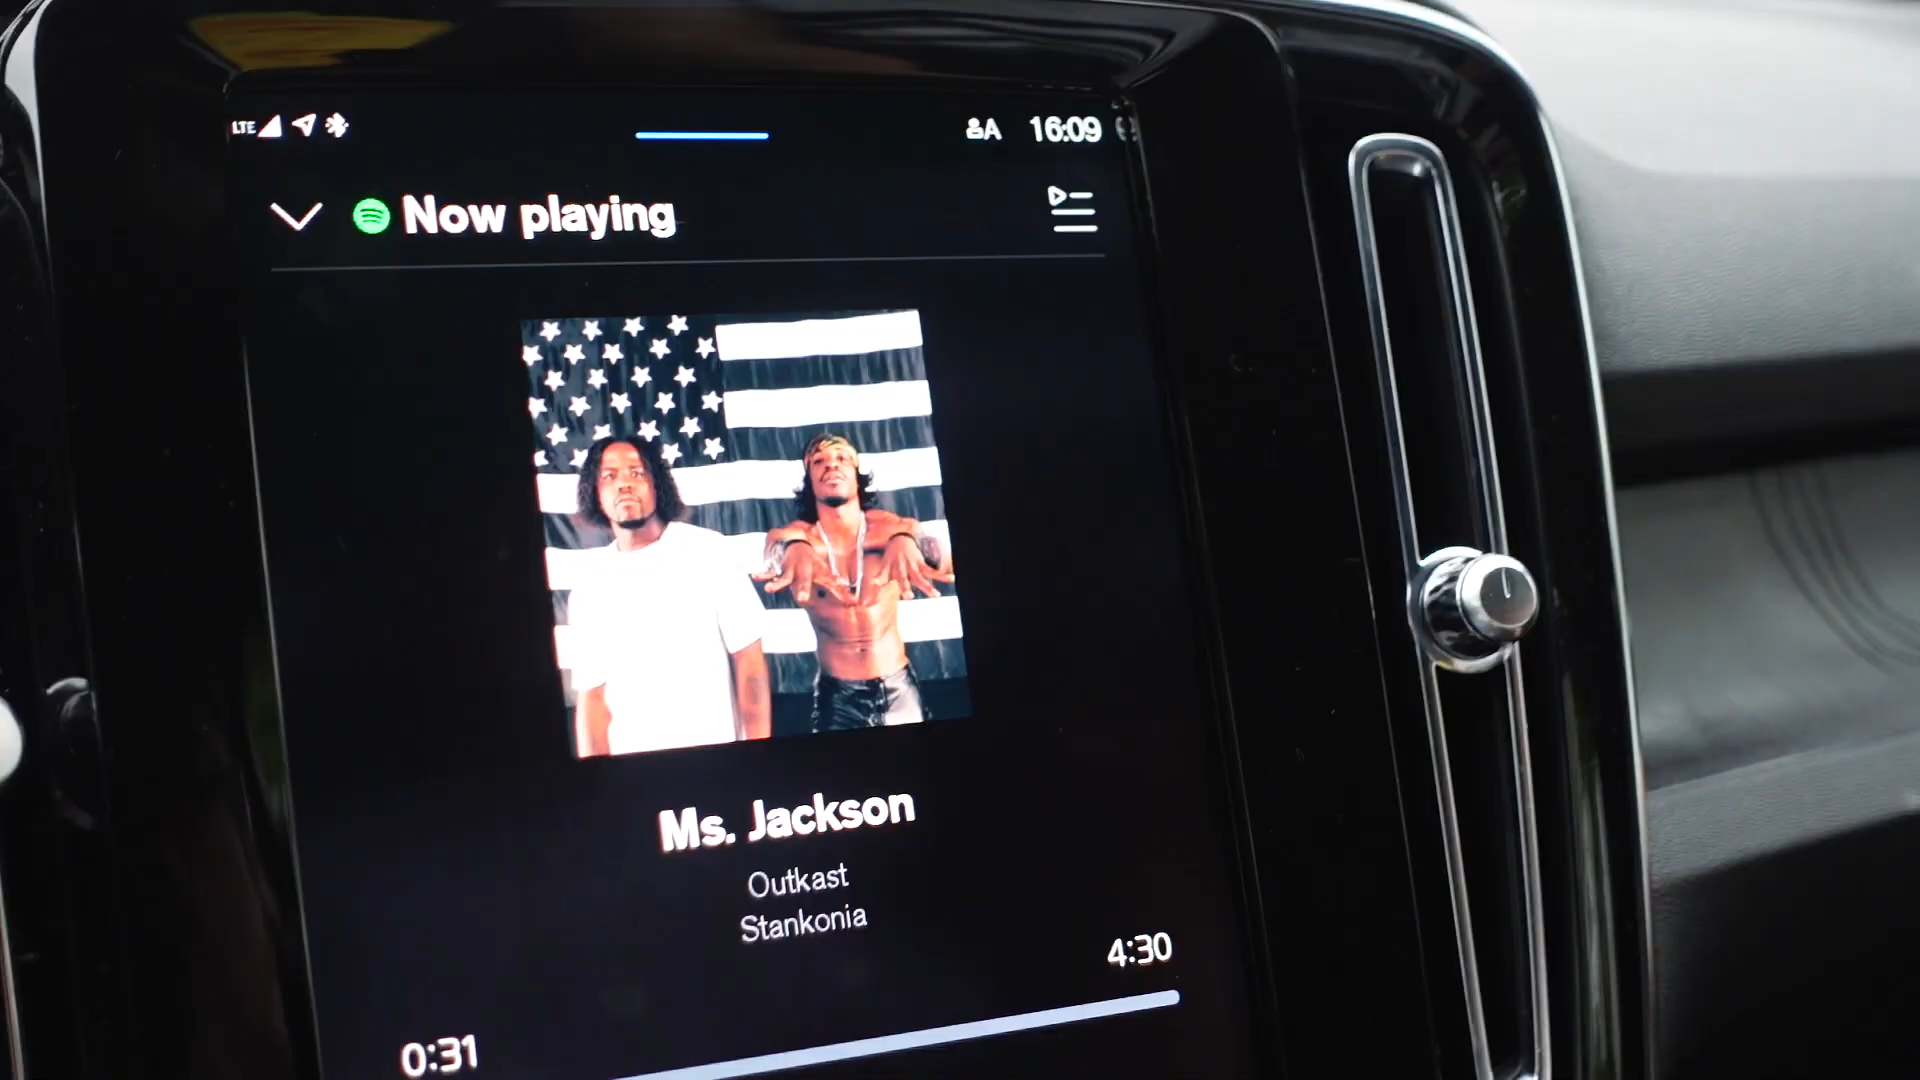 LTE
A 16:09
Now playing
Ms. Jackson
Outkast
Stankonia
4:30
0:31